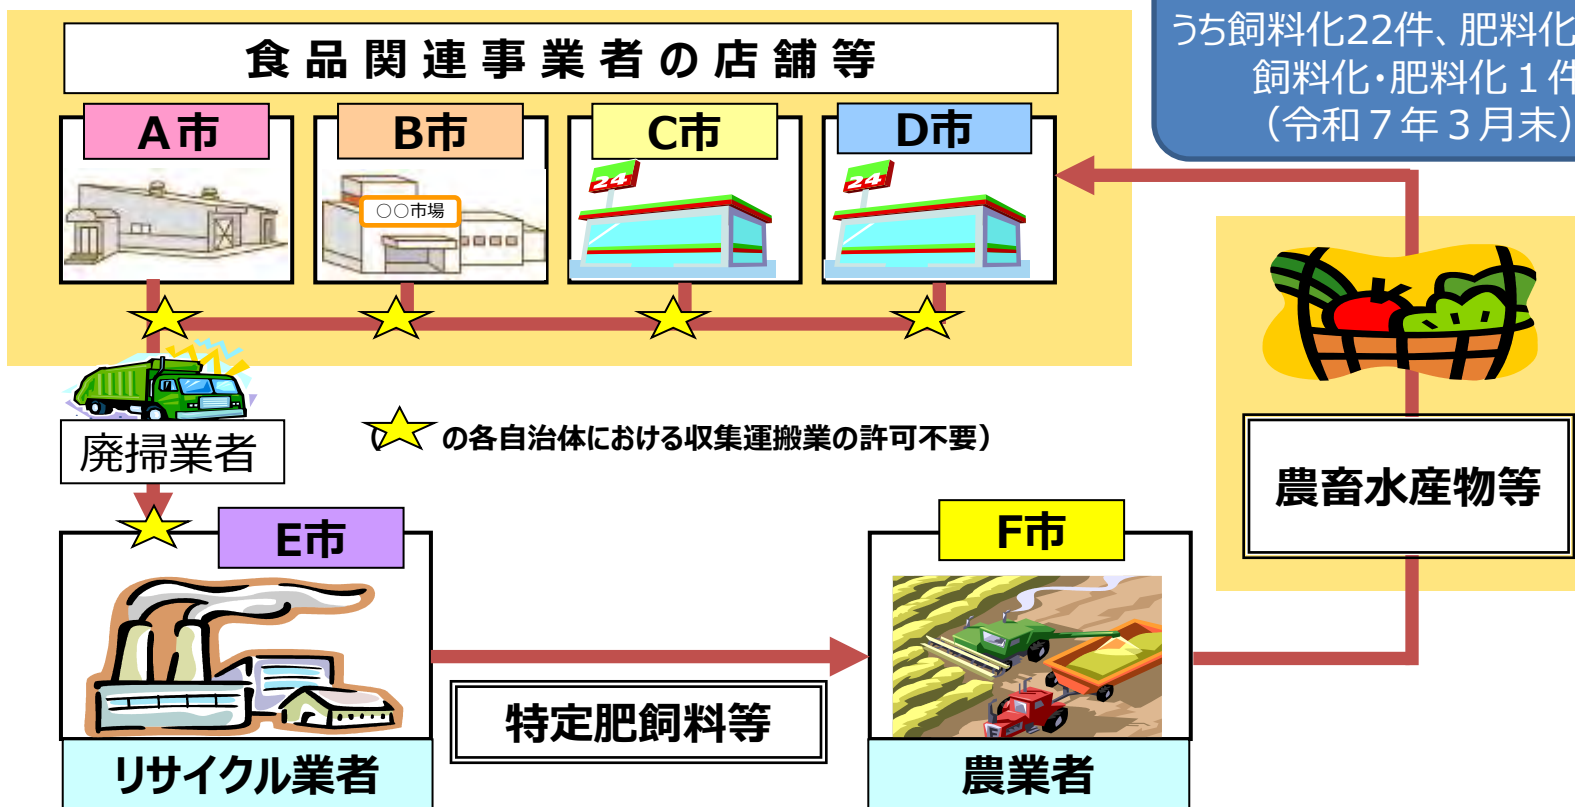 うち飼料化22件、肥料化
飼料化・肥料化１件
（令和７年３月末）
食品関連事業者の店舗等
A市
B市
C市
D市
○○市場
24
24
廃掃業者
（ の各自治体における収集運搬業の許可不要）
農畜水産物等
E市
F市
特定肥飼料等
リサイクル業者
農業者